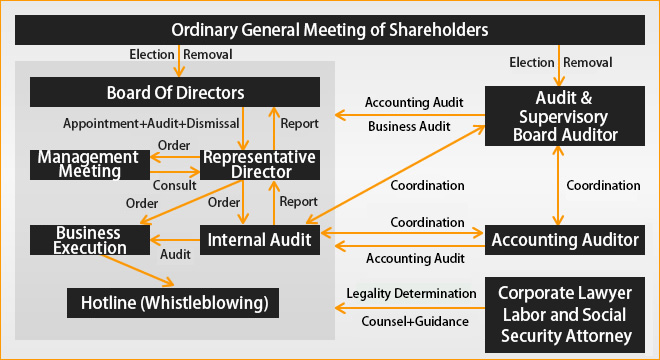 Ordinary General Meeting of Shareholders
Election Removal
Election Removal
Board Of Directors
Accounting Audit
Business Audit
Audit &
Supervisory
Board Auditor
Appointment+Audit+Dismissal
Report
Management
Meeting
Order
Consult
Representative
Director
Coordination
Coordination
Order
Order
Report
Business
Execution
Audit
Internal Audit
Coordination
Accounting Audit
Accounting Auditor
Hotline (Whistleblowing)
Legality Determination
Counsel+Guidance
Corporate Lawyer
Labor and Social
Security Attorney